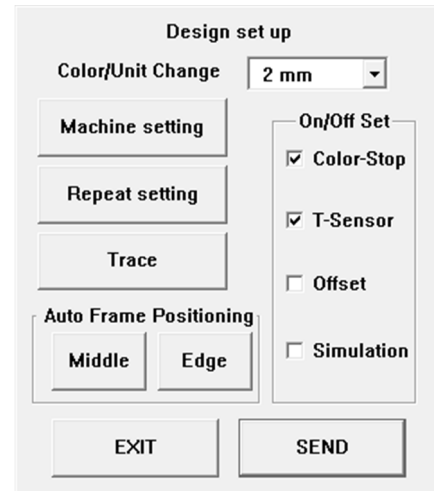 Design set up
Color/Unit Change 2 mm
Machine setting
Repeat setting
Trace
Auto Frame Positioning
Middle Edge
On/Off Set
Color-Stop
T-Sensor
Offset
Simulation
EXIT SEND